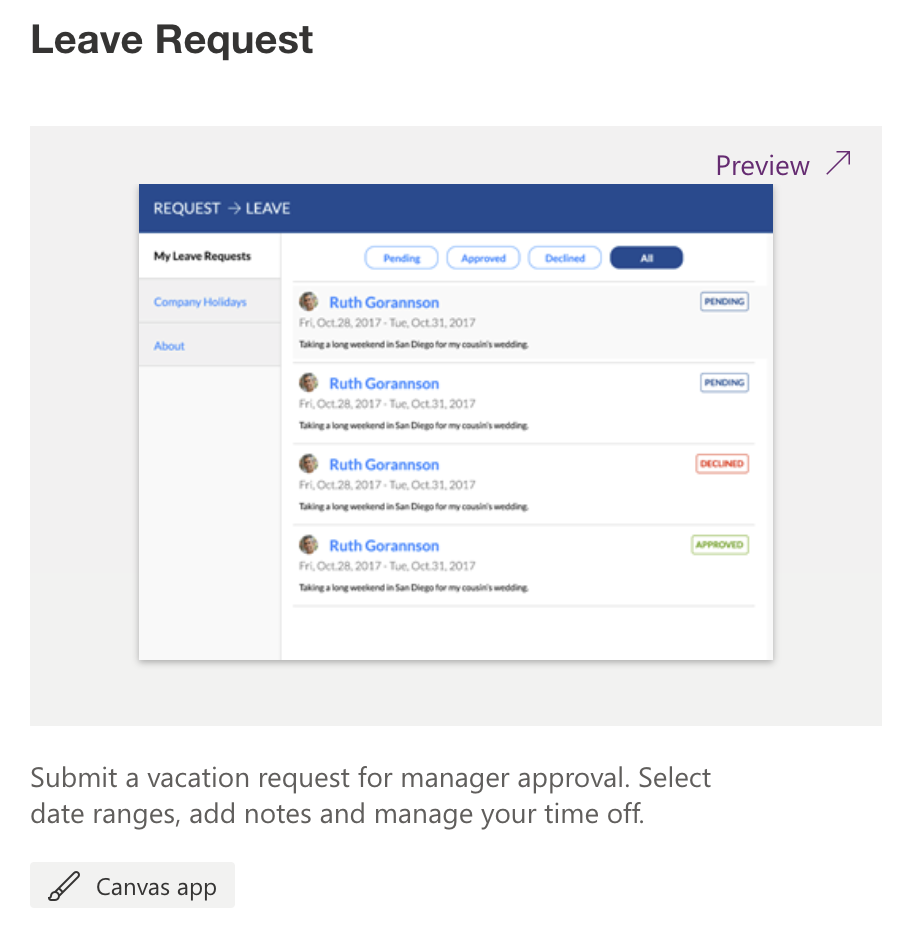 Leave Request
Preview
REQUEST → LEAVE
My Leave Requests
Company Holidays
About
Pending Approved Declined All
Ruth Gorannson PENDING
Fri, Oct.28, 2017 - Tue, Oct.31, 2017
Taking a long weekend in San Diego for my cousin's wedding.
Ruth Gorannson PENDING
Fri, Oct.28, 2017 - Tue, Oct.31, 2017
Taking a long weekend in San Diego for my cousin's wedding.
Ruth Gorannson DECLINED
Fri, Oct.28, 2017 - Tue, Oct.31, 2017
Taking a long weekend in San Diego for my cousin's wedding.
Ruth Gorannson APPROVED
Fri, Oct.28, 2017 - Tue, Oct.31, 2017
Taking a long weekend in San Diego for my cousin's wedding.
Submit a vacation request for manager approval. Select
date ranges, add notes and manage your time off.
Canvas app